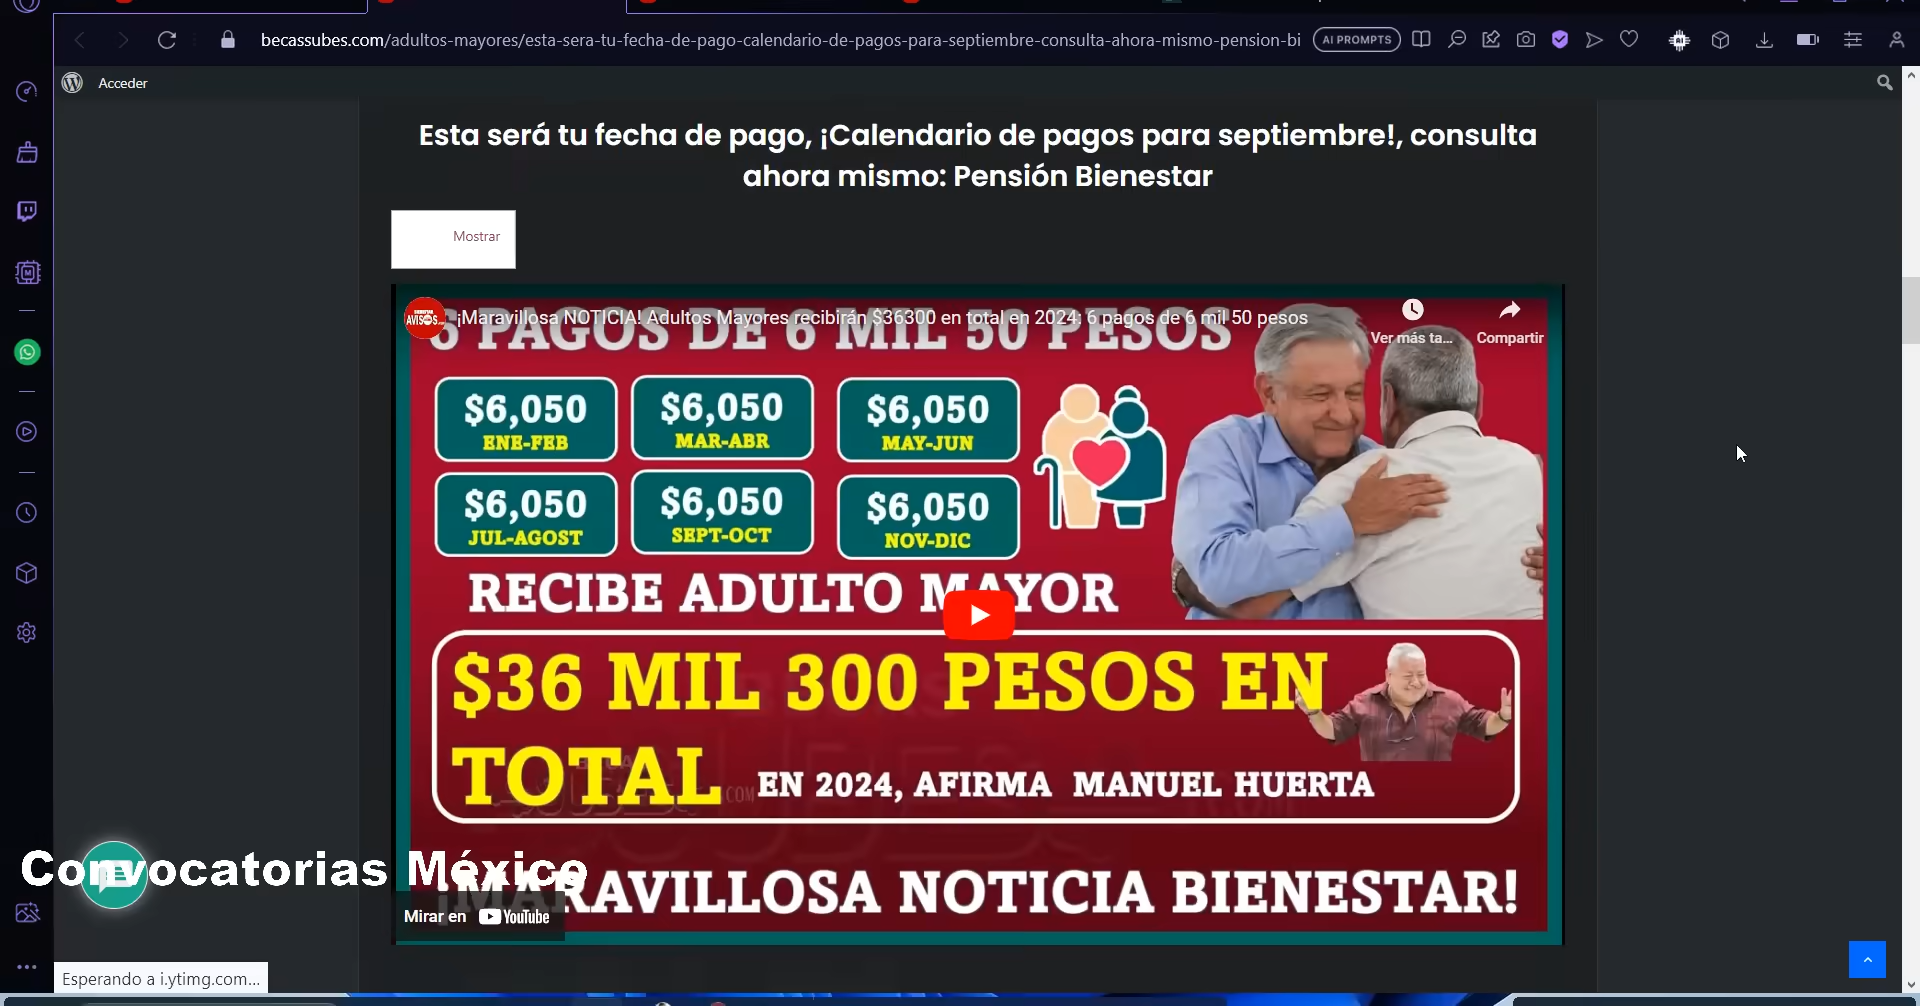 becassubes.com/adultos-mayores/esta-sera-tu-fecha-de-pago-calendario-de-pagos-para-septiembre-consulta-ahora-mismo-pension-bi
AI PROMPTS
Acceder
Esta será tu fecha de pago, ¡Calendario de pagos para septiembre!, consulta
ahora mismo: Pensión Bienestar
Mostrar
AVISOS
¡Maravillosa NOTICIA! Adultos Mayores recibirán $36300 en total en 2024: 6 pagos de 6 mil 50 pesos
Ver más ta...
Compartir
6 PAGOS DE 6 MIL 50 PESOS
$6,050
ENE-FEB
$6,050
MAR-ABR
$6,050
MAY-JUN
$6,050
JUL-AGOST
$6,050
SEPT-OCT
$6,050
NOV-DIC
RECIBE ADULTO MAYOR
$36 MIL 300 PESOS EN
TOTAL EN 2024, AFIRMA MANUEL HUERTA
Convocatorias México
¡MARAVILLOSA NOTICIA BIENESTAR!
Mirar en YouTube
Esperando a i.ytimg.com...